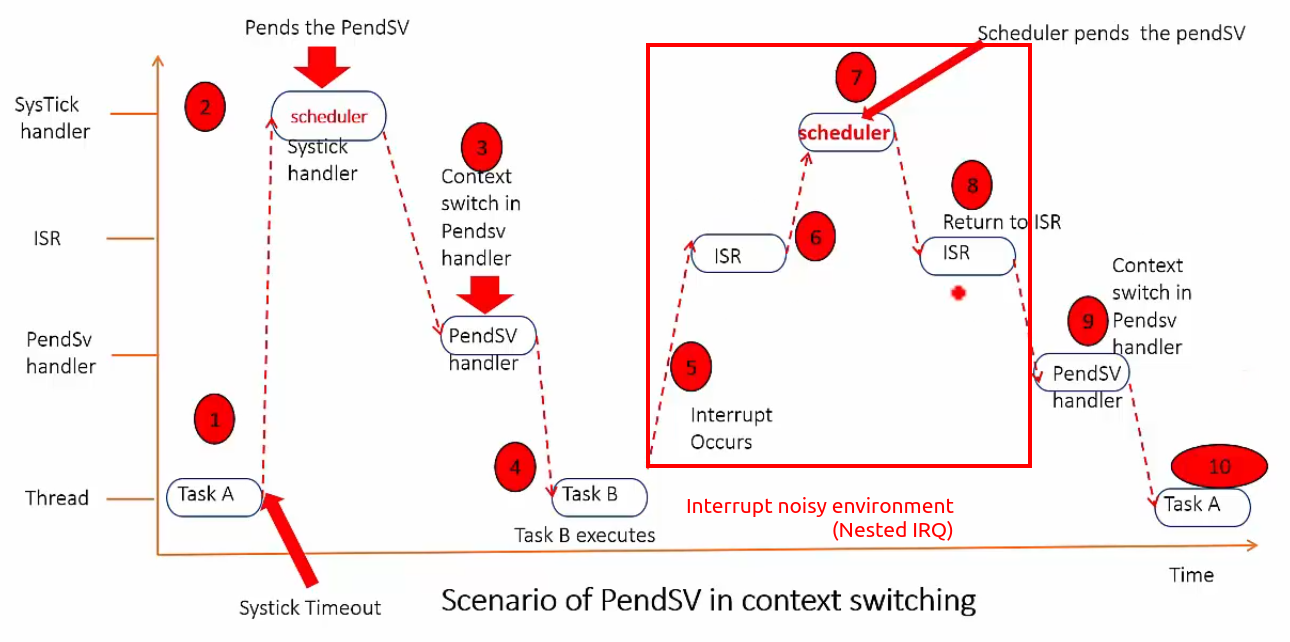 Pends the PendSV
Scheduler pends the pendSV
SysTick
handler
2
scheduler
Systick
handler
3
Context
switch in
Pendsv
handler
7
scheduler
8
Return to ISR
ISR
ISR
6
ISR
Context
switch in
Pendsv
handler
9
PendSv
handler
PendSV
handler
5
Interrupt
Occurs
PendSV
handler
1
4
10
Thread
Task A
Task B
Task B executes
Interrupt noisy environment
(Nested IRQ)
Task A
Time
Systick Timeout
Scenario of PendSV in context switching